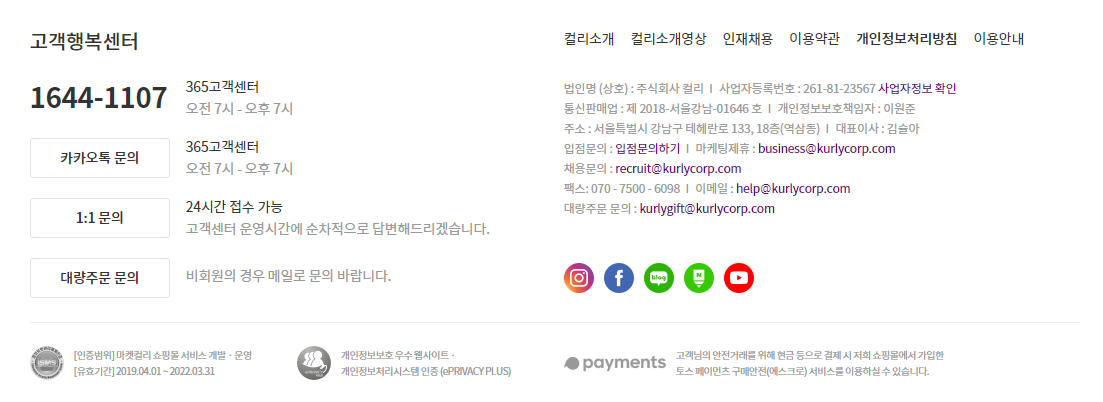 고객행복센터
1644-1107
365고객센터
오전 7시 - 오후 7시
카카오톡 문의
365고객센터
오전 7시 - 오후 7시
1:1 문의
24시간 접수 가능
고객센터 운영시간에 순차적으로 답변해드리겠습니다.
대량주문 문의
비회원의 경우 메일로 문의 바랍니다.
컬리소개 컬리소개영상 인재채용 이용약관 개인정보처리방침 이용안내
법인명 (상호) : 주식회사 컬리 I 사업자등록번호 : 261-81-23567 사업자정보 확인
통신판매업 : 제 2018-서울강남-01646 호 I 개인정보보호책임자 : 이원준
주소 : 서울특별시 강남구 테헤란로 133, 18층(역삼동) I 대표이사 : 김슬아
입점문의 : 입점문의하기 I 마케팅제휴 : business@kurlycorp.com
채용문의 : recruit@kurlycorp.com
팩스: 070 - 7500 - 6098 I 이메일 : help@kurlycorp.com
대량주문 문의 : kurlygift@kurlycorp.com
blog
N
[인증범위] 마켓컬리 쇼핑몰 서비스 개발 · 운영
[유효기간] 2019.04.01 ~ 2022.03.31
개인정보보호 우수 웹사이트 ·
개인정보처리시스템 인증 (ePRIVACY PLUS)
payments
고객님의 안전거래를 위해 현금 등으로 결제 시 저희 쇼핑몰에서 가입한
토스 페이먼츠 구매안전(에스크로) 서비스를 이용하실 수 있습니다.